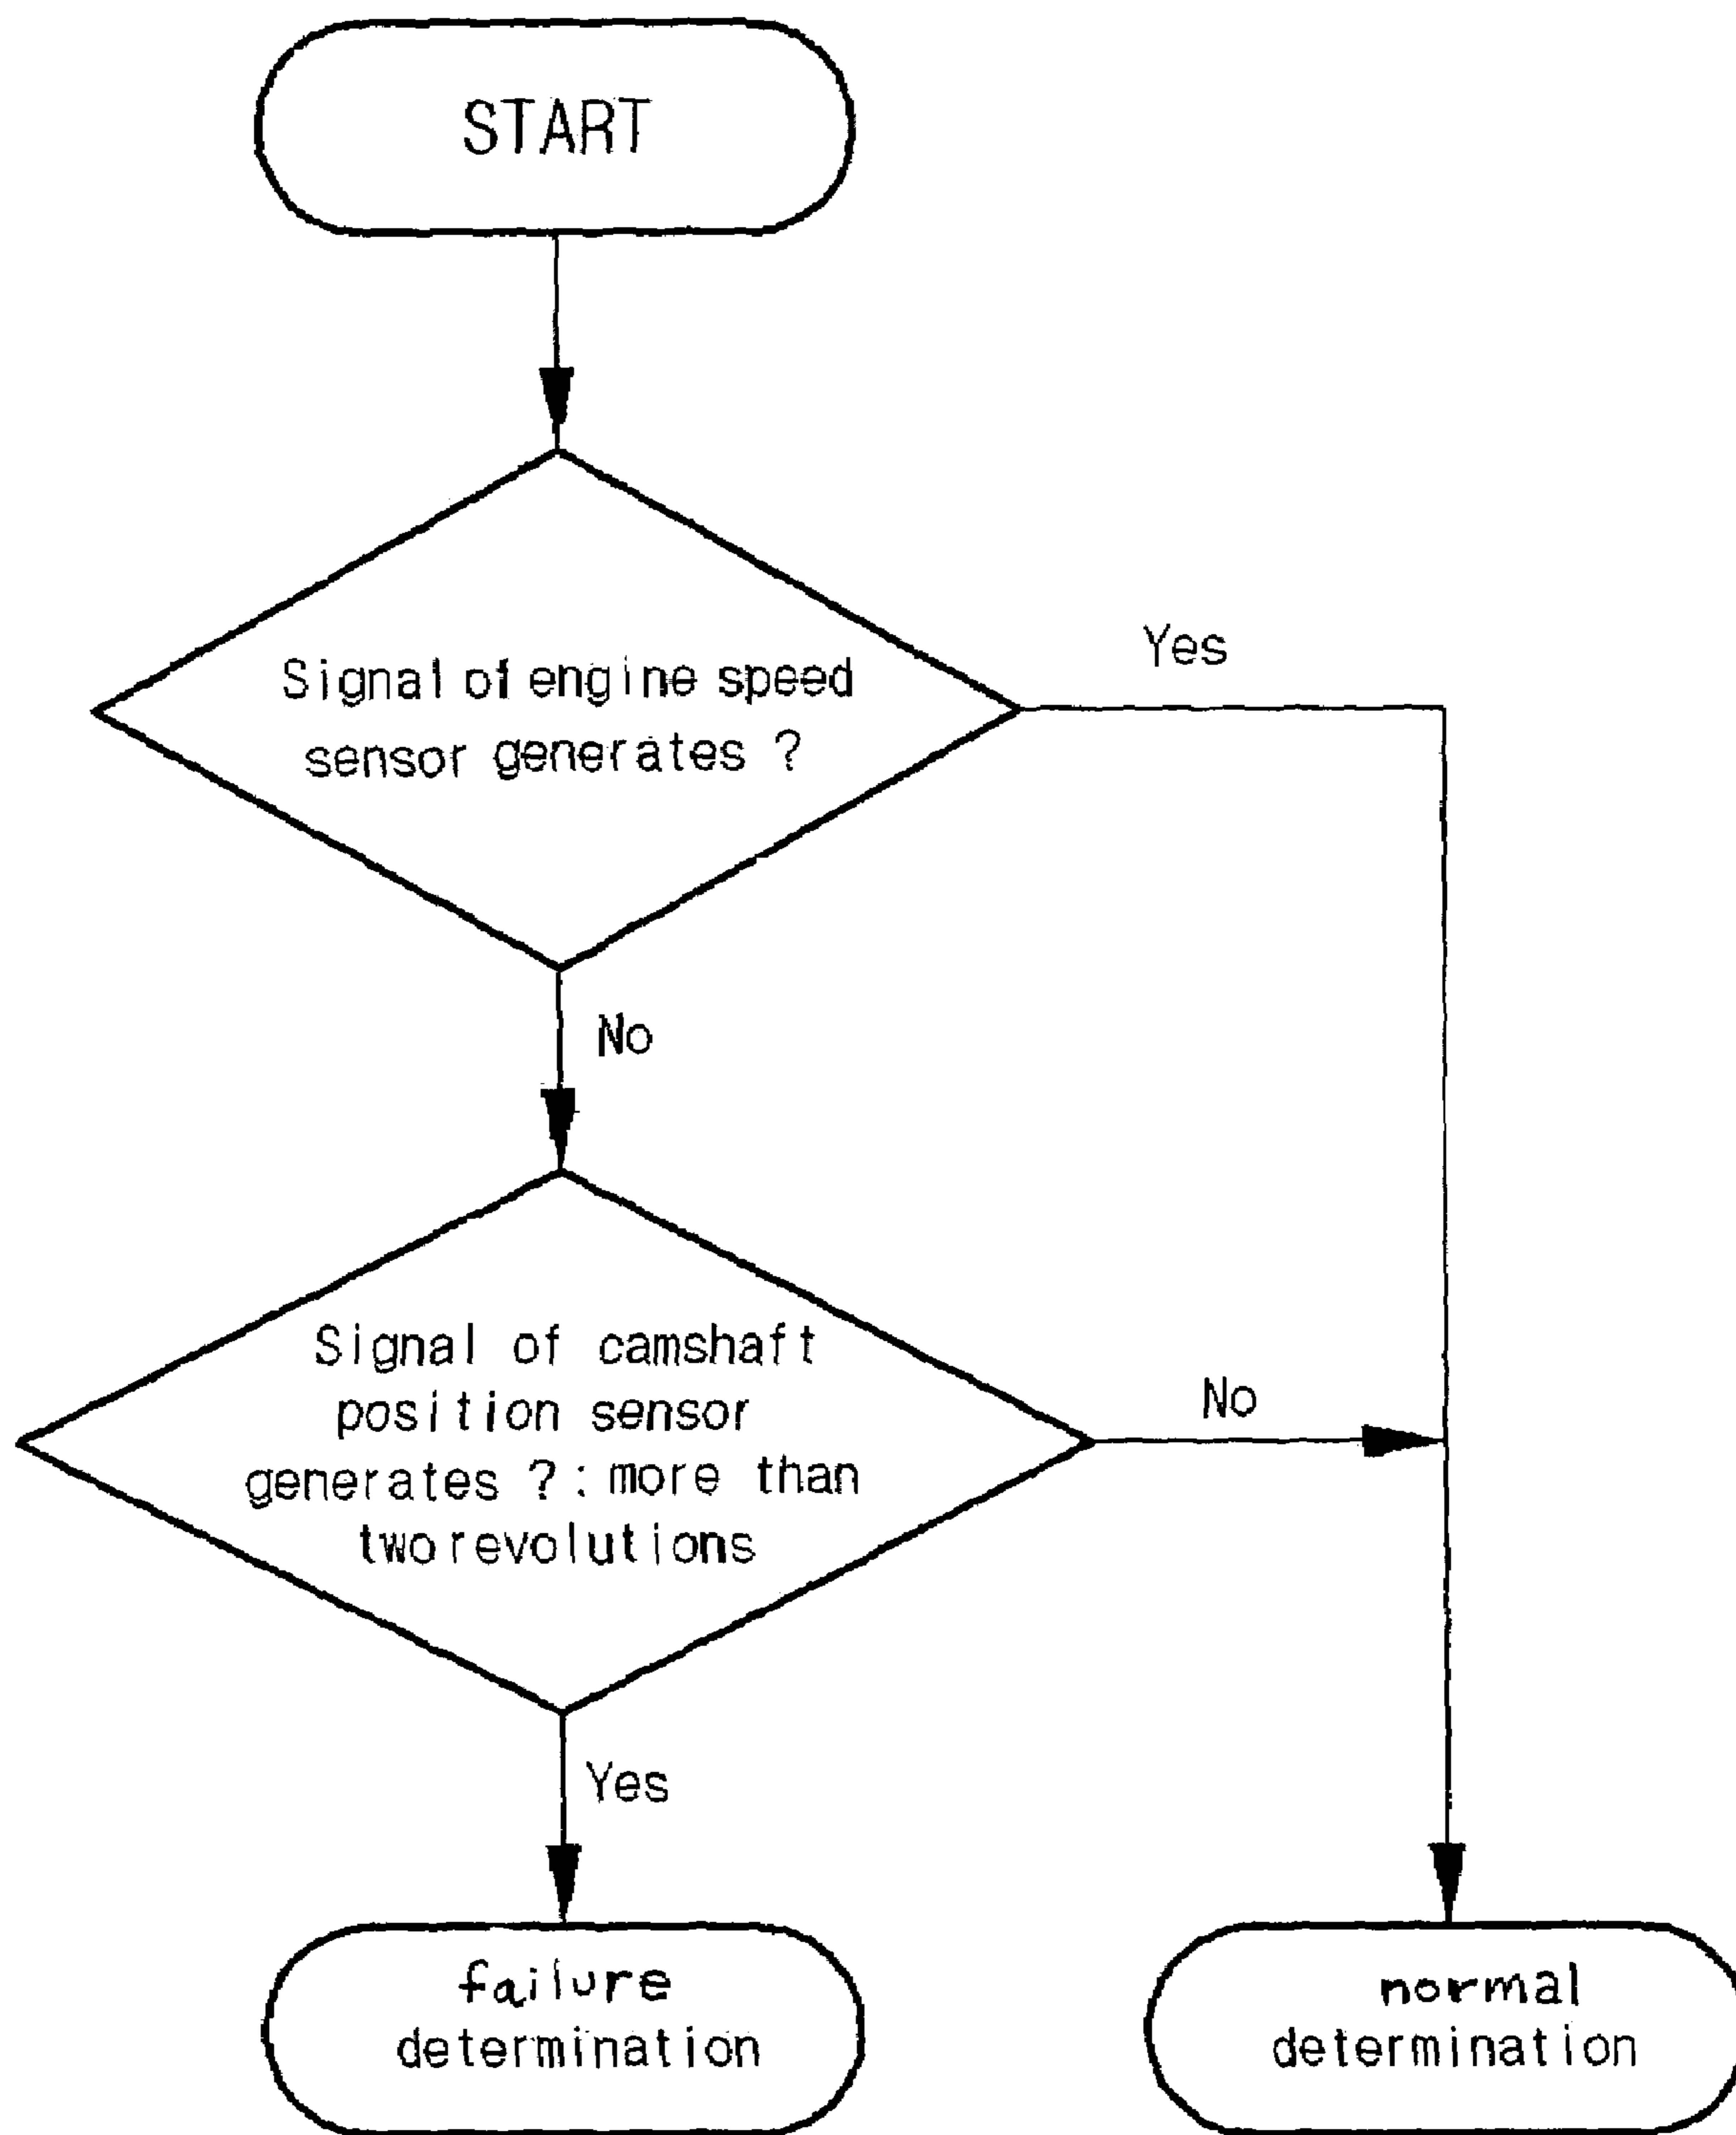 START
Signal of engine speed
sensor generates ?
Yes
No
Signal of camshaft
position sensor
generates ? : more than
two revolutions
No
Yes
failure
determination
normal
determination